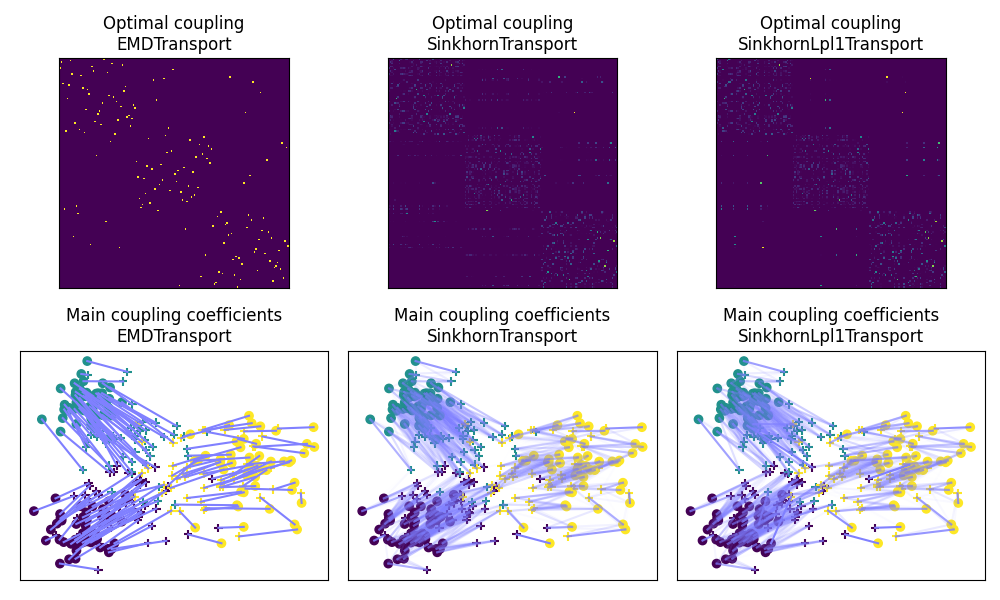 Optimal coupling
EMDTransport
Optimal coupling
SinkhornTransport
Optimal coupling
SinkhornLpl1Transport
Main coupling coefficients
EMDTransport
Main coupling coefficients
SinkhornTransport
Main coupling coefficients
SinkhornLpl1Transport